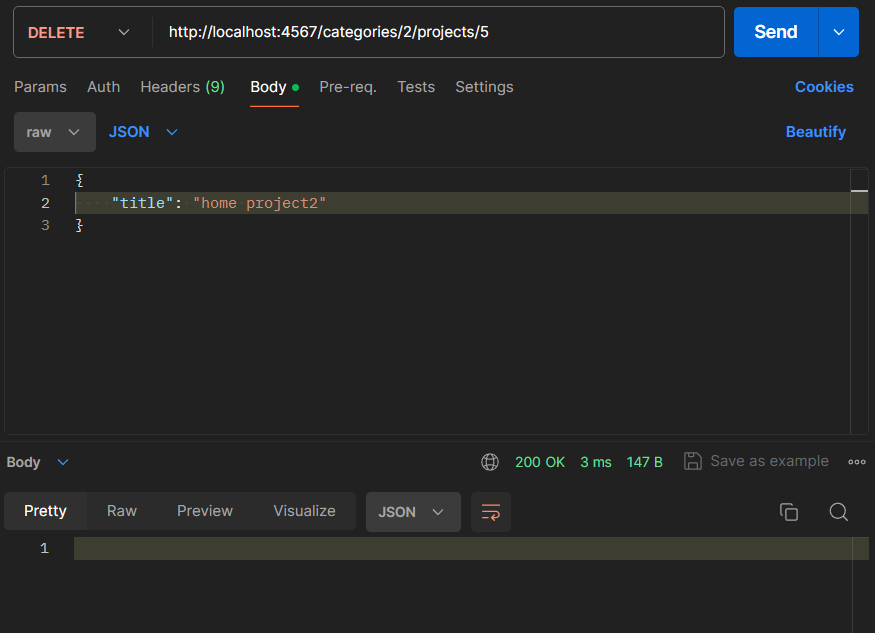 DELETE http://localhost:4567/categories/2/projects/5 Send
Params Auth Headers (9) Body Pre-req. Tests Settings Cookies
raw JSON Beautify
1 {
2 "title": "home project2"
3 }
Body 200 OK 3 ms 147 B Save as example
Pretty Raw Preview Visualize JSON
1